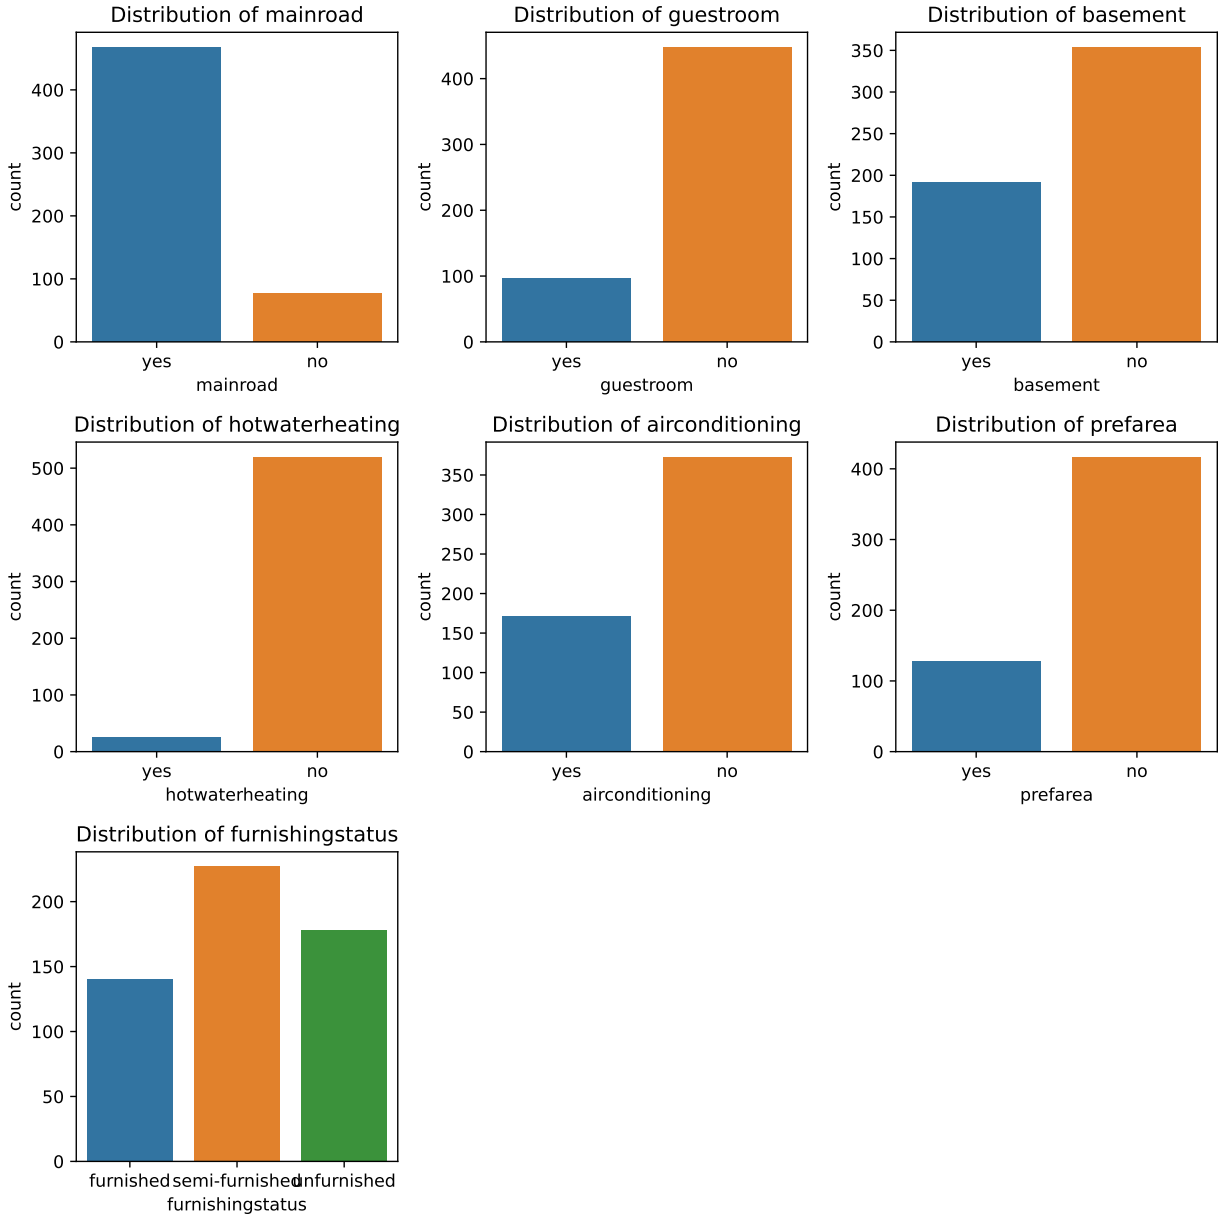 Distribution of mainroad
count
400
300
200
100
0
yes no
mainroad
Distribution of guestroom
count
400
300
200
100
0
yes no
guestroom
Distribution of basement
count
350
300
250
200
150
100
50
0
yes no
basement
Distribution of hotwaterheating
count
500
400
300
200
100
0
yes no
hotwaterheating
Distribution of airconditioning
count
350
300
250
200
150
100
50
0
yes no
airconditioning
Distribution of prefarea
count
400
300
200
100
0
yes no
prefarea
Distribution of furnishingstatus
count
200
150
100
50
0
furnished semi-furnished unfurnished
furnishingstatus